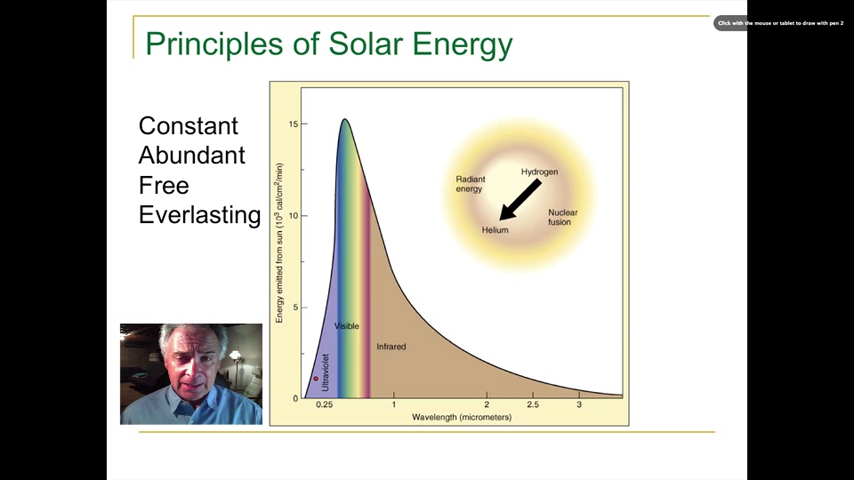 Click with the mouse or tablet to draw with pen 2
Principles of Solar Energy
Constant
Abundant
Free
Everlasting
Energy emitted from sun (10³ cal/cm²/min)
15
10
5
0
Ultraviolet
Visible
Infrared
Radiant
energy
Hydrogen
Helium
Nuclear
fusion
0.25 1 2 2.5 3
Wavelength (micrometers)